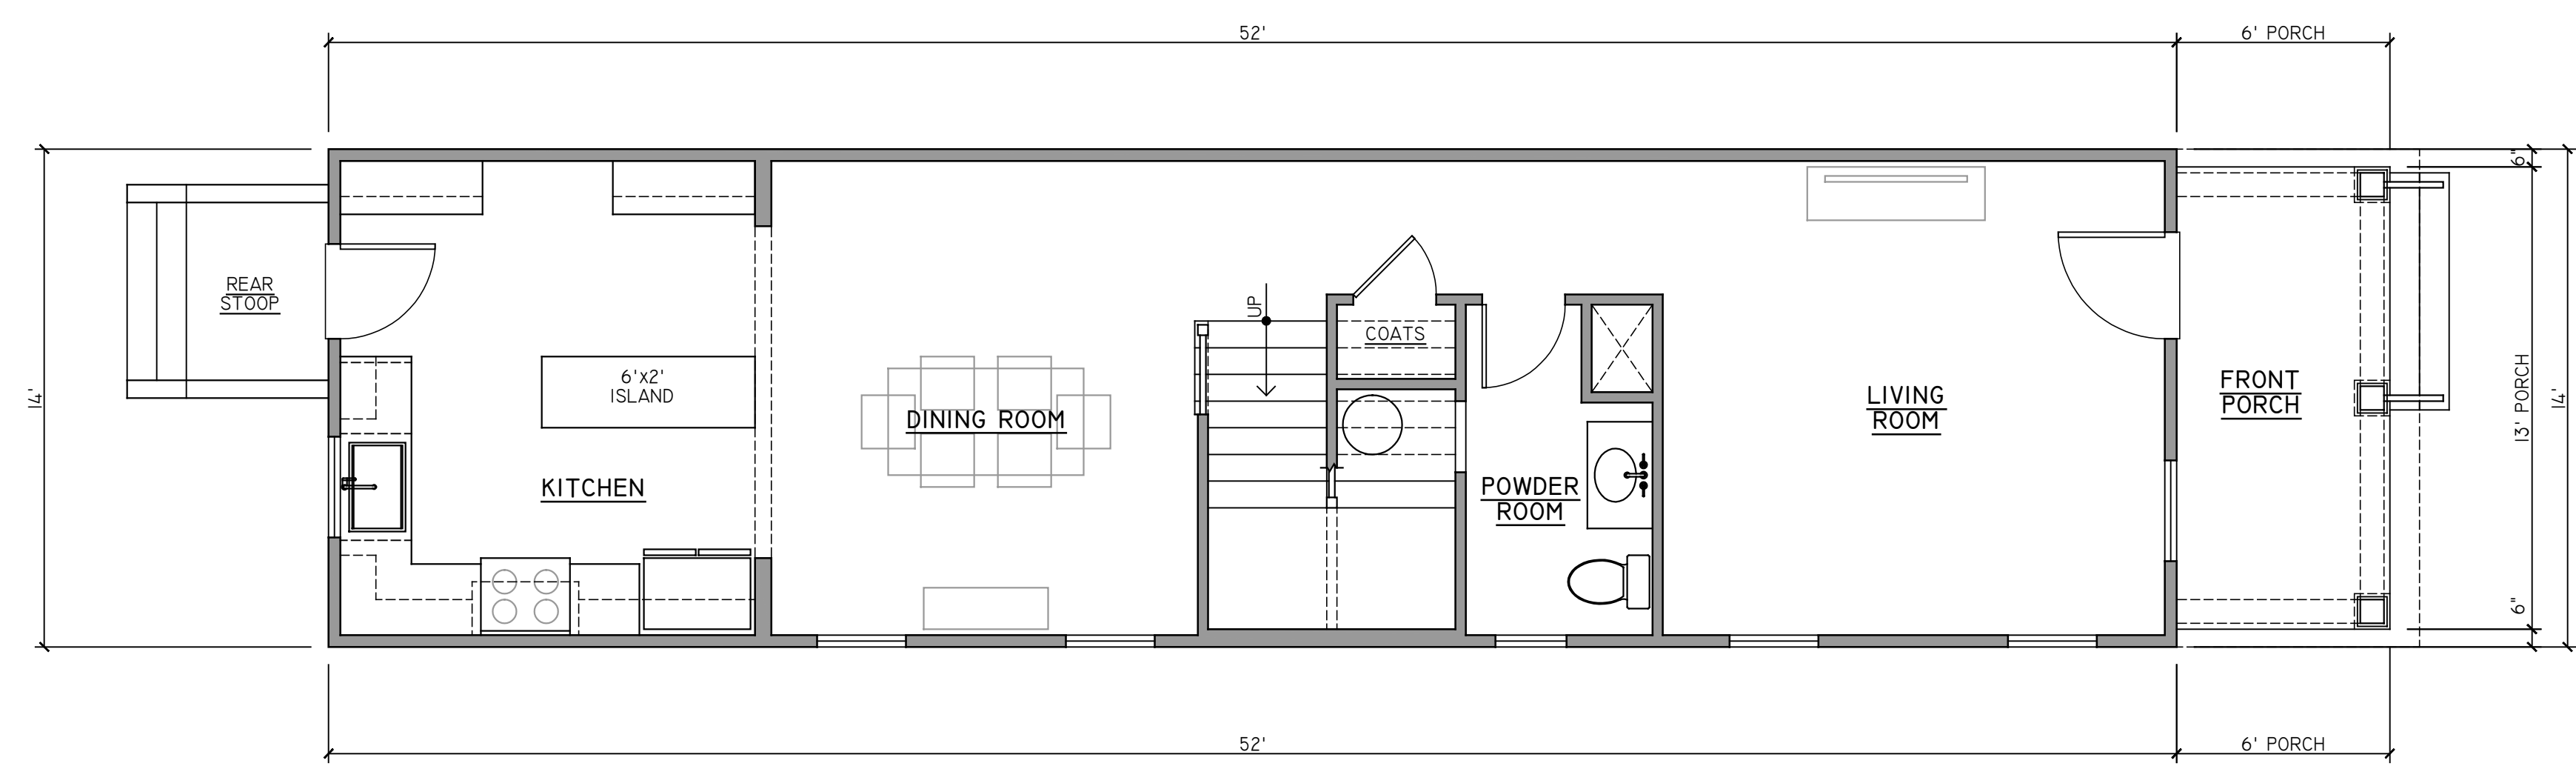 52'
6' PORCH
6"
REAR
STOOP
UP
COATS
6'x2'
ISLAND
14'
DINING ROOM
LIVING
ROOM
FRONT
PORCH
13' PORCH
14'
KITCHEN
POWDER
ROOM
6"
52'
6' PORCH